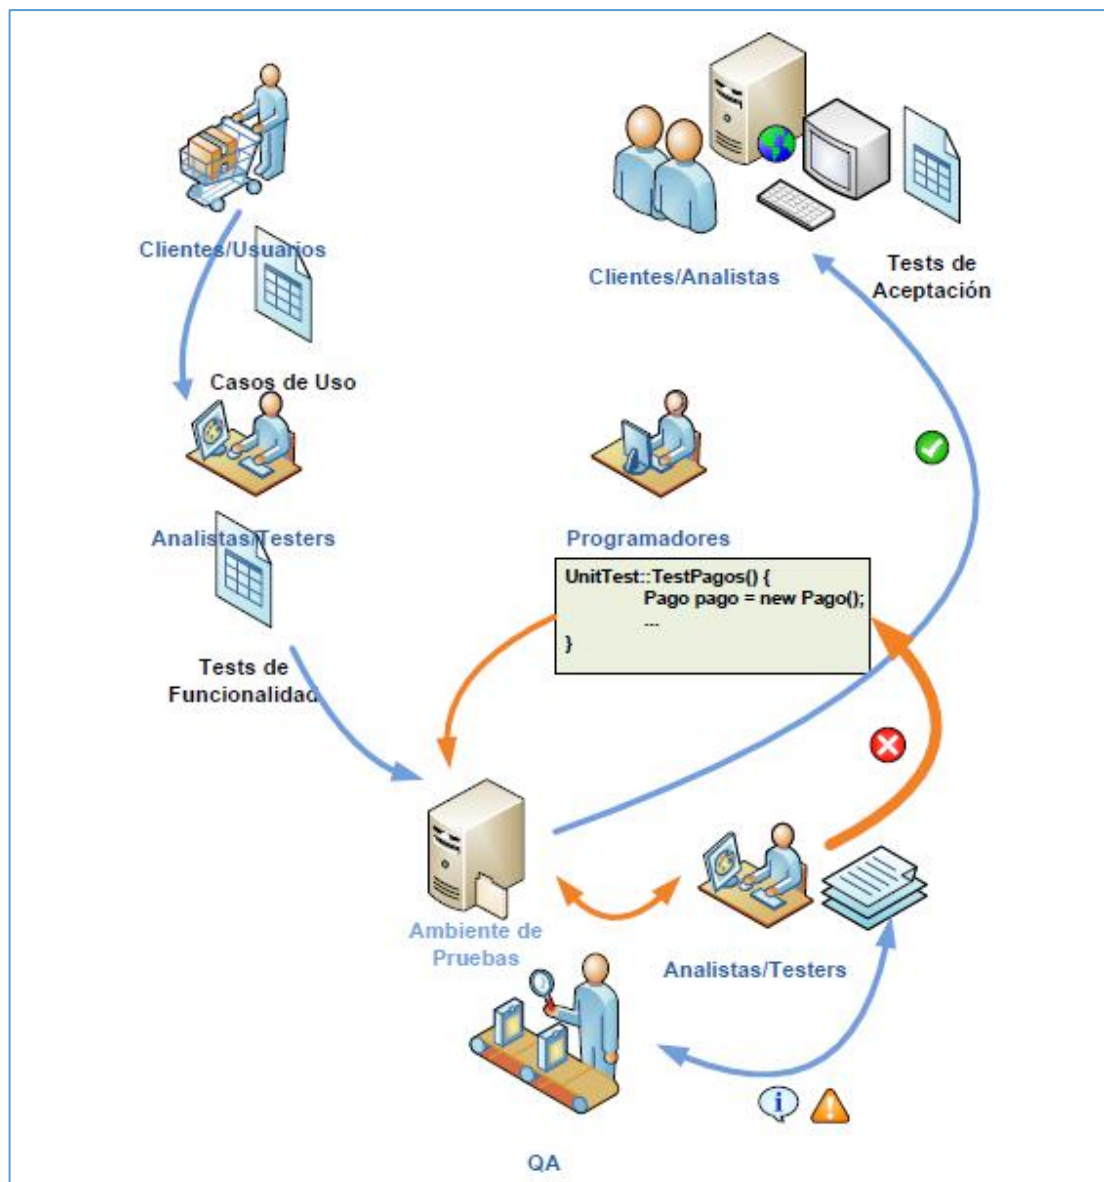 Clientes/Usuarios
Clientes/Analistas
Tests de
Aceptación
Casos de Uso
Analistas/Testers
Programadores
UnitTest::TestPagos() {
Pago pago = new Pago();
...
}
Tests de
Funcionalidad
Ambiente de
Pruebas
Analistas/Testers
QA